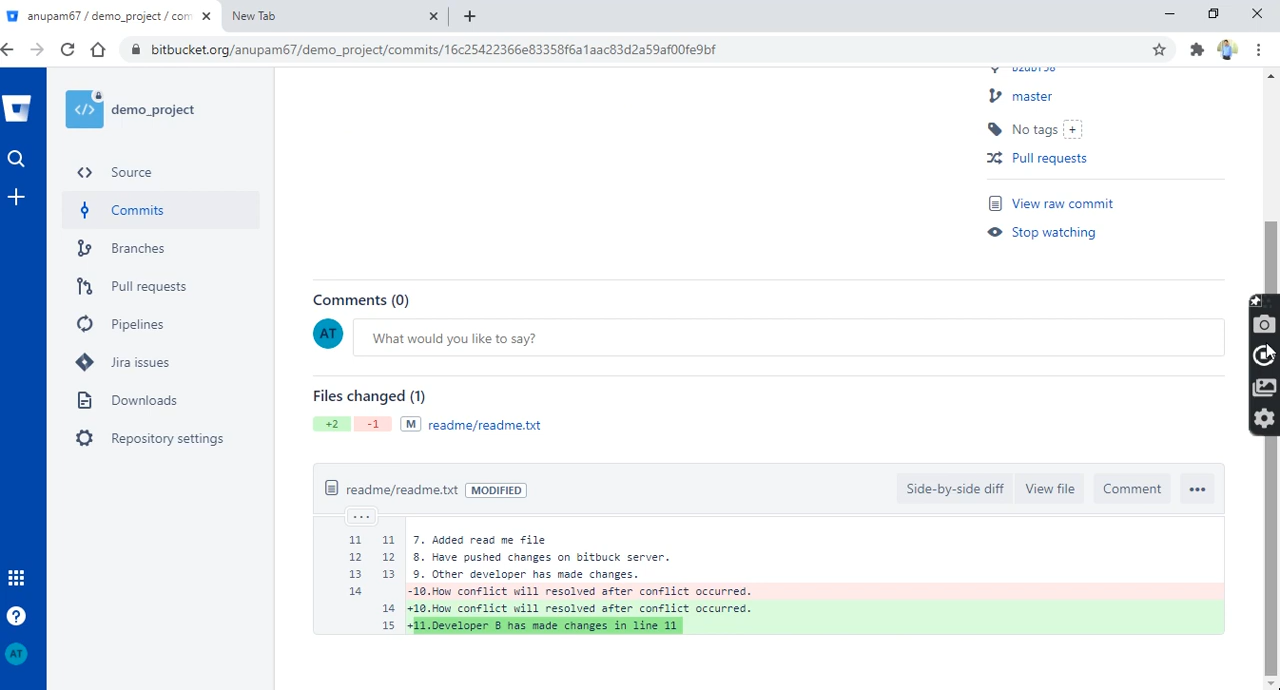 anupam67 / demo_project / com
New Tab
bitbucket.org/anupam67/demo_project/commits/16c25422366e83358f6a1aac83d2a59af00fe9bf
demo_project
Source
Commits
Branches
Pull requests
Pipelines
Jira issues
Downloads
Repository settings
AT
master
No tags +
Pull requests
View raw commit
Stop watching
Comments (0)
AT
What would you like to say?
Files changed (1)
+2 -1 M readme/readme.txt
readme/readme.txt MODIFIED Side-by-side diff View file Comment •••
...
11 11 7. Added read me file
12 12 8. Have pushed changes on bitbuck server.
13 13 9. Other developer has made changes.
14 -10.How conflict will resolved after conflict occurred.
14 +10.How conflict will resolved after conflict occurred.
15 +11.Developer B has made changes in line 11